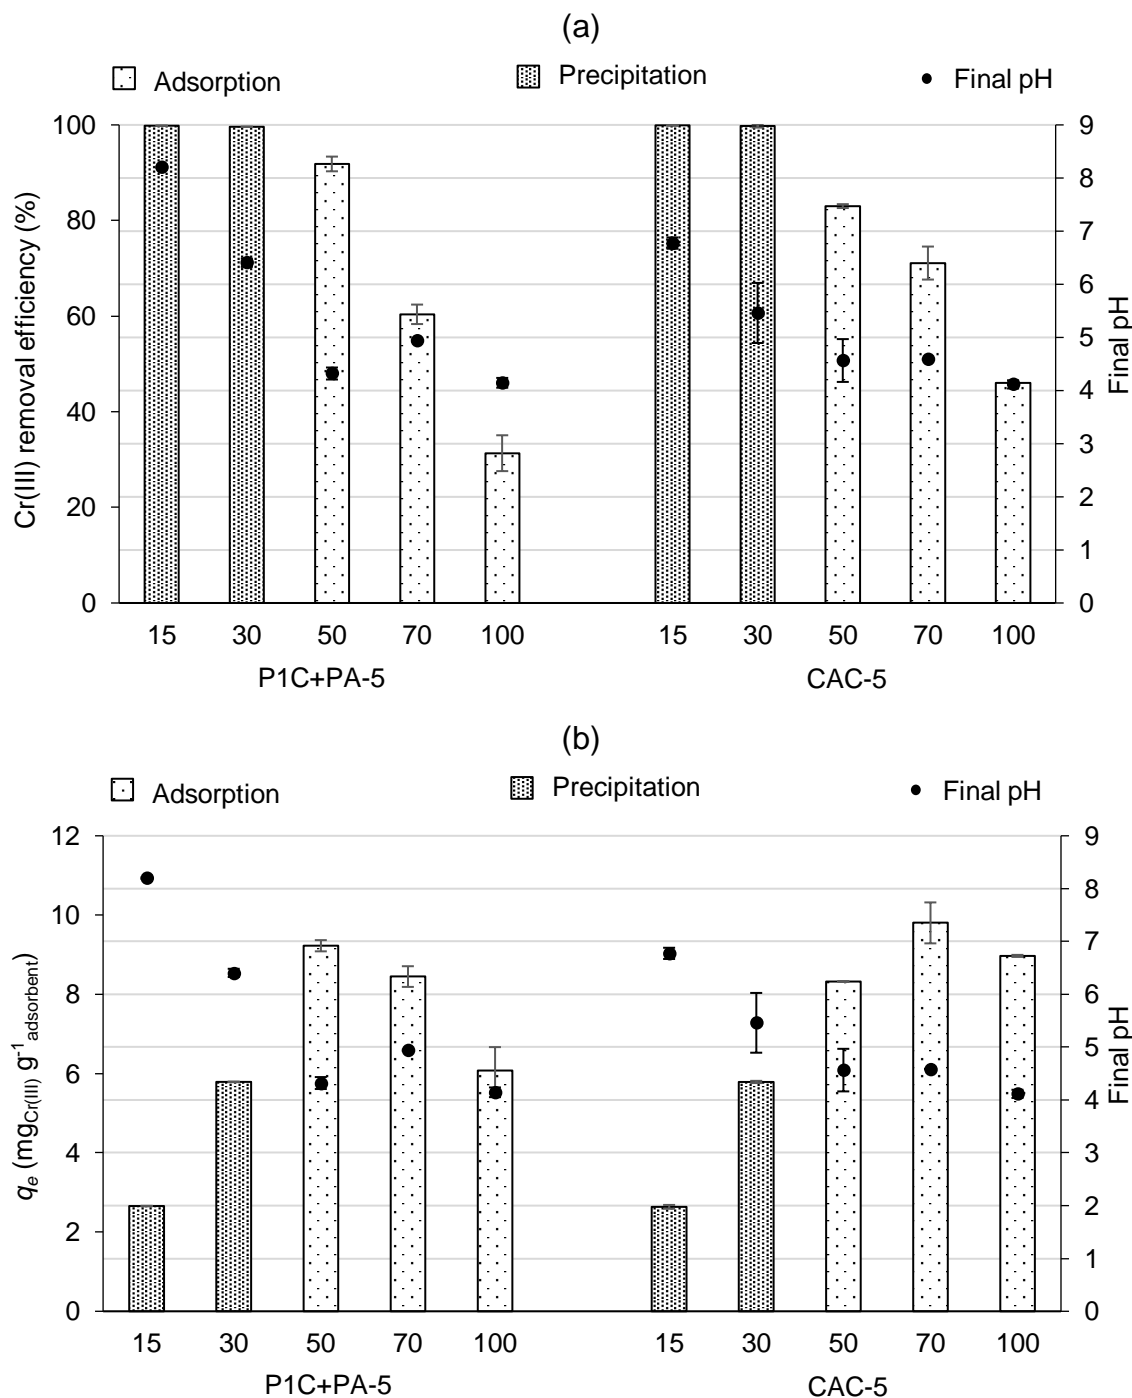 (a)
Adsorption Precipitation Final pH
100 9
8
80 7
6
60 5
40 4
3
20 2
1
0 0
Cr(III) removal efficiency (%)
Final pH
15 30 50 70 100 15 30 50 70 100
P1C+PA-5 CAC-5
(b)
Adsorption Precipitation Final pH
12 9
10 8
7
8 6
6 5
4
4 3
2 2
1
0 0
qe (mgCr(III) g-1 adsorbent)
Final pH
15 30 50 70 100 15 30 50 70 100
P1C+PA-5 CAC-5